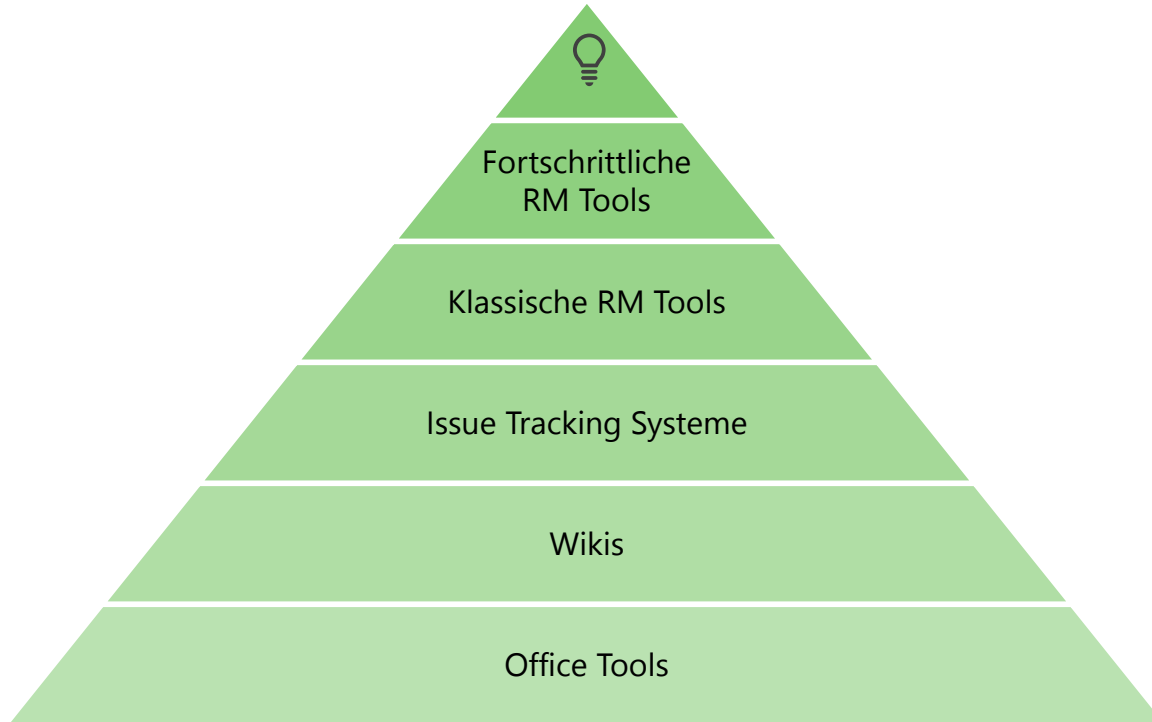 Fortschrittliche
RM Tools
Klassische RM Tools
Issue Tracking Systeme
Wikis
Office Tools